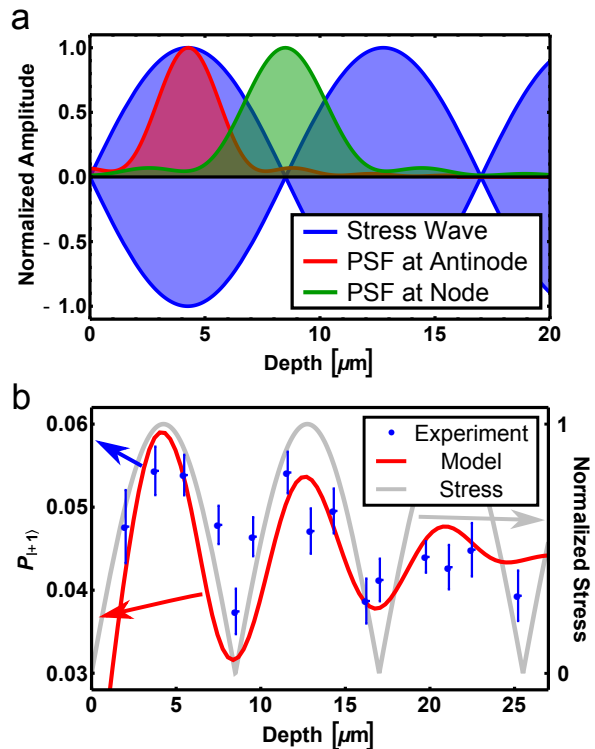 a
Normalized Amplitude
1.0
0.5
0.0
- 0.5
- 1.0
Stress Wave
PSF at Antinode
PSF at Node
0 5 10 15 20
Depth [μm]
b
P|+1⟩
0.06
0.05
0.04
0.03
Experiment
Model
Stress
1
0
Normalized Stress
0 5 10 15 20 25
Depth [μm]